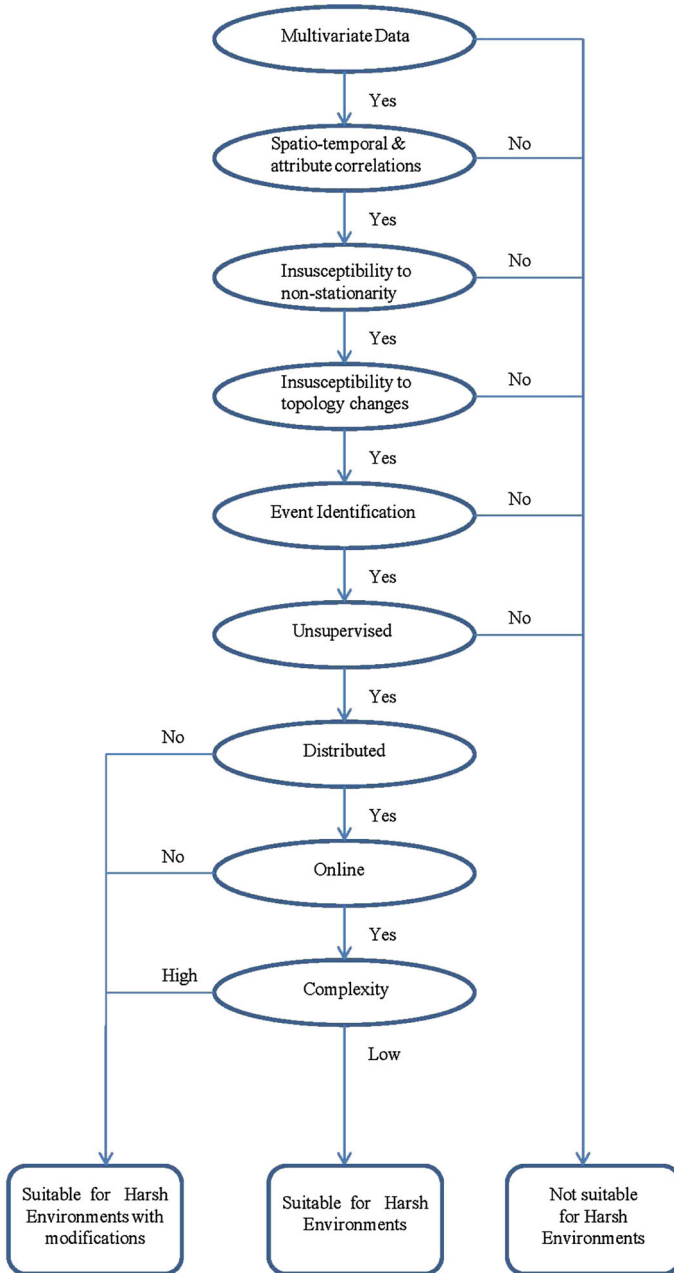 Multivariate Data
Yes
Spatio-temporal &
attribute correlations
No
Yes
Insusceptibility to
non-stationarity
No
Yes
Insusceptibility to
topology changes
No
Yes
Event Identification
No
Yes
Unsupervised
No
Yes
No
Distributed
Yes
No
Online
Yes
High
Complexity
Low
Suitable for Harsh
Environments with
modifications
Suitable for Harsh
Environments
Not suitable
for Harsh
Environments